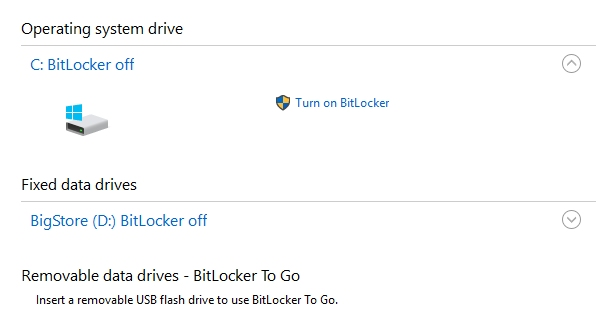 Operating system drive
C: BitLocker off
Turn on BitLocker
Fixed data drives
BigStore (D:) BitLocker off
Removable data drives - BitLocker To Go
Insert a removable USB flash drive to use BitLocker To Go.